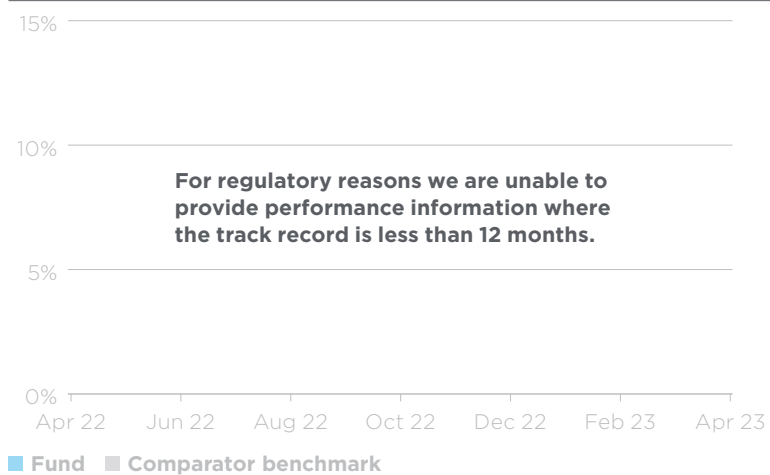 15%
10%
For regulatory reasons we are unable to
provide performance information where
the track record is less than 12 months.
5%
0%
Apr 22 Jun 22 Aug 22 Oct 22 Dec 22 Feb 23 Apr 23
Fund Comparator benchmark